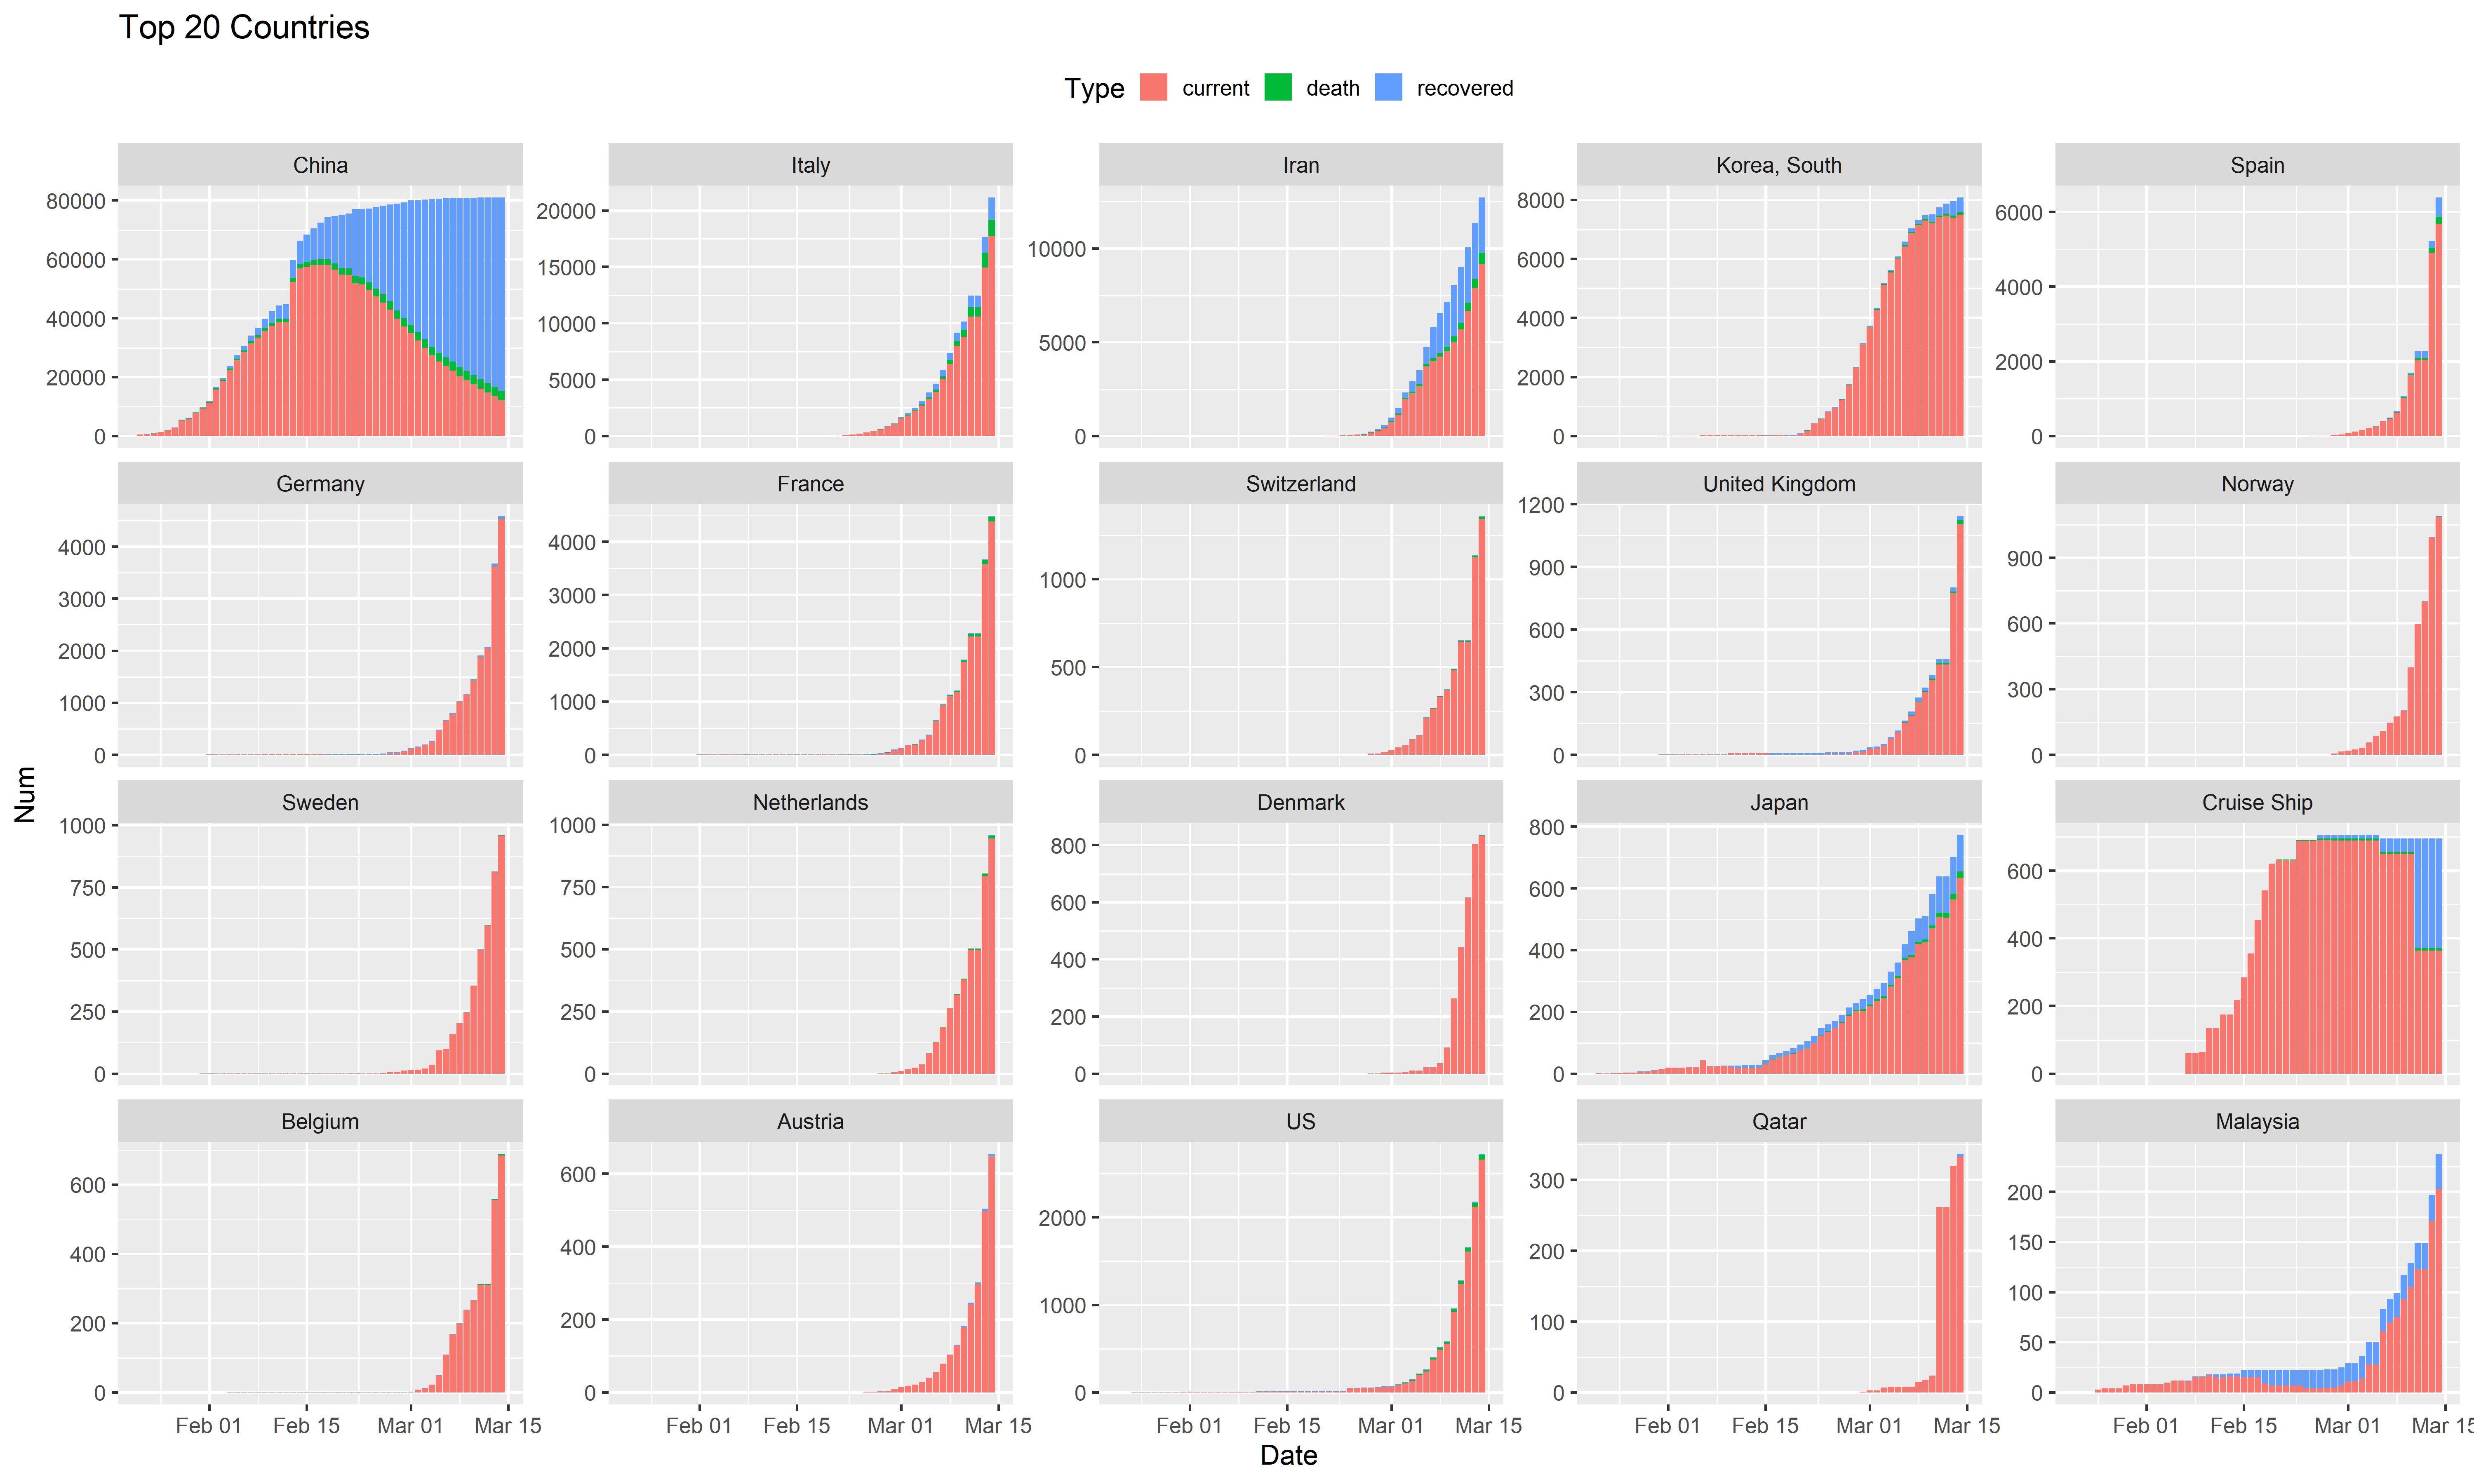 Top 20 Countries
Type current death recovered
China Italy Iran Korea, South Spain
80000 60000 40000 20000 0
20000 15000 10000 5000 0
10000 5000 0
8000 6000 4000 2000 0
6000 4000 2000 0
Germany France Switzerland United Kingdom Norway
4000 3000 2000 1000 0
4000 3000 2000 1000 0
1000 500 0
1200 900 600 300 0
900 600 300 0
Num
Sweden Netherlands Denmark Japan Cruise Ship
1000 750 500 250 0
1000 750 500 250 0
800 600 400 200 0
800 600 400 200 0
600 400 200 0
Belgium Austria US Qatar Malaysia
600 400 200 0
600 400 200 0
2000 1000 0
300 200 100 0
200 150 100 50 0
Feb 01 Feb 15 Mar 01 Mar 15 Feb 01 Feb 15 Mar 01 Mar 15 Feb 01 Feb 15 Mar 01 Mar 15 Feb 01 Feb 15 Mar 01 Mar 15 Feb 01 Feb 15 Mar 01 Mar 15
Date